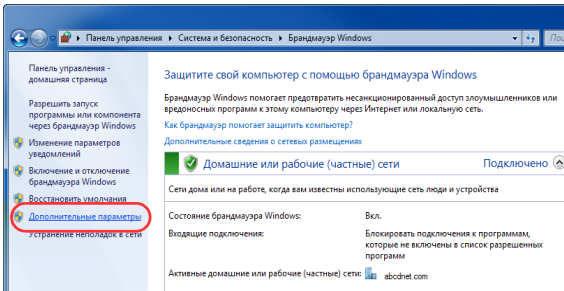 Панель управления ▸ Система и безопасность ▸ Брандмауэр Windows
Панель управления -
домашняя страница
Разрешить запуск
программы или компонента
через брандмауэр Windows
Изменение параметров
уведомлений
Включение и отключение
брандмауэра Windows
Восстановить умолчания
Дополнительные параметры
Устранение неполадок в сети
Защитите свой компьютер с помощью брандмауэра Windows
Брандмауэр Windows помогает предотвратить несанкционированный доступ злоумышленников или
вредоносных программ к этому компьютеру через Интернет или локальную сеть.
Как брандмауэр помогает защитить компьютер?
Дополнительные сведения о сетевых размещениях
Домашние или рабочие (частные) сети Подключено
Сети дома или на работе, когда вам известны использующие сеть люди и устройства
Состояние брандмауэра Windows: Вкл.
Входящие подключения: Блокировать подключения к программам,
которые не включены в список разрешенных
программ
Активные домашние или рабочие (частные) сети: abcdnet.com